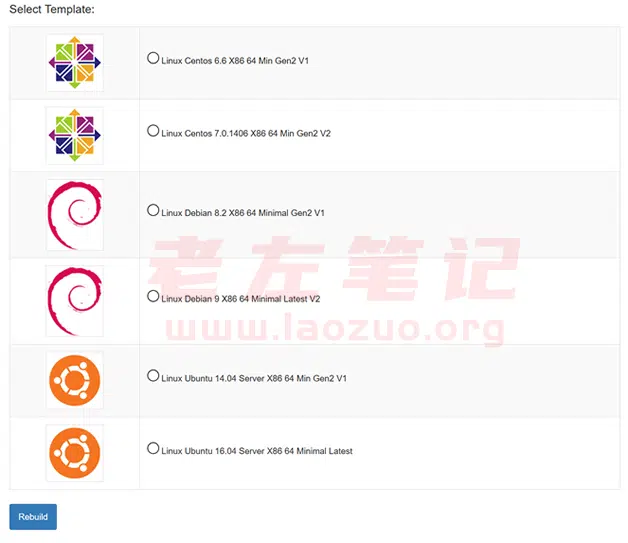 Select Template:
Linux Centos 6.6 X86 64 Min Gen2 V1
Linux Centos 7.0.1406 X86 64 Min Gen2 V2
Linux Debian 8.2 X86 64 Minimal Gen2 V1
老左笔记
Linux Debian 9 X86 64 Minimal Latest V2
www.laozuo.org
Linux Ubuntu 14.04 Server X86 64 Min Gen2 V1
Linux Ubuntu 16.04 Server X86 64 Minimal Latest
Rebuild